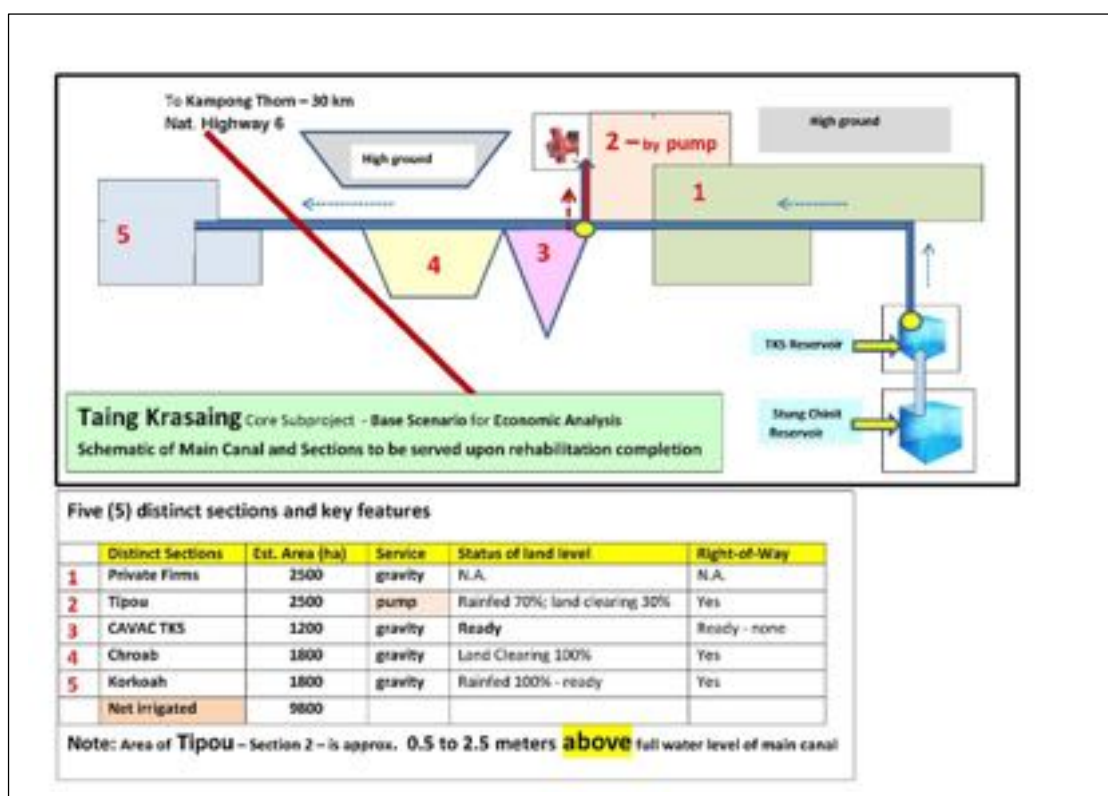 To Kampong Thom – 30 km
Nat. Highway 6
High ground
High ground
2 – by pump
1
5
4
3
TKS Reservoir
Stung Chinit
Reservoir
Taing Krasaing Core Subproject - Base Scenario for Economic Analysis
Schematic of Main Canal and Sections to be served upon rehabilitation completion
Five (5) distinct sections and key features
Distinct Sections Est. Area (ha) Service Status of land level Right-of-Way
1 Private Firms 2500 gravity N.A. N.A.
2 Tipou 2500 pump Rainfed 70%; land clearing 30% Yes
3 CAVAC TKS 1200 gravity Ready Ready - none
4 Chroab 1800 gravity Land Clearing 100% Yes
5 Korkoah 1800 gravity Rainfed 100% - ready Yes
Net irrigated 9800
Note: Area of Tipou – Section 2 – is approx. 0.5 to 2.5 meters above full water level of main canal